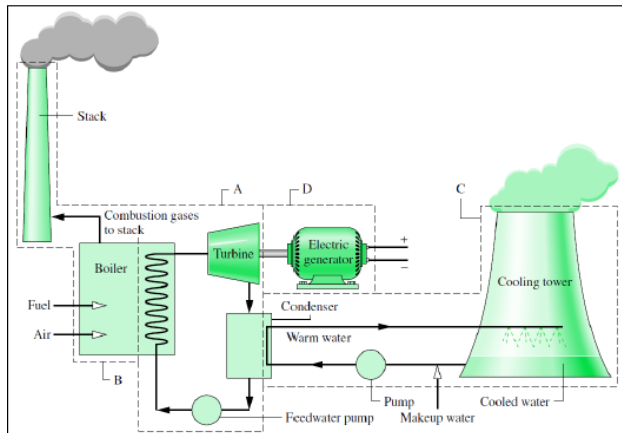 Stack
A
D
C
Combustion gases
to stack
Turbine
Electric
generator
+
−
Boiler
Cooling tower
Fuel
Condenser
Air
Warm water
B
Pump
Feedwater pump
Makeup water
Cooled water